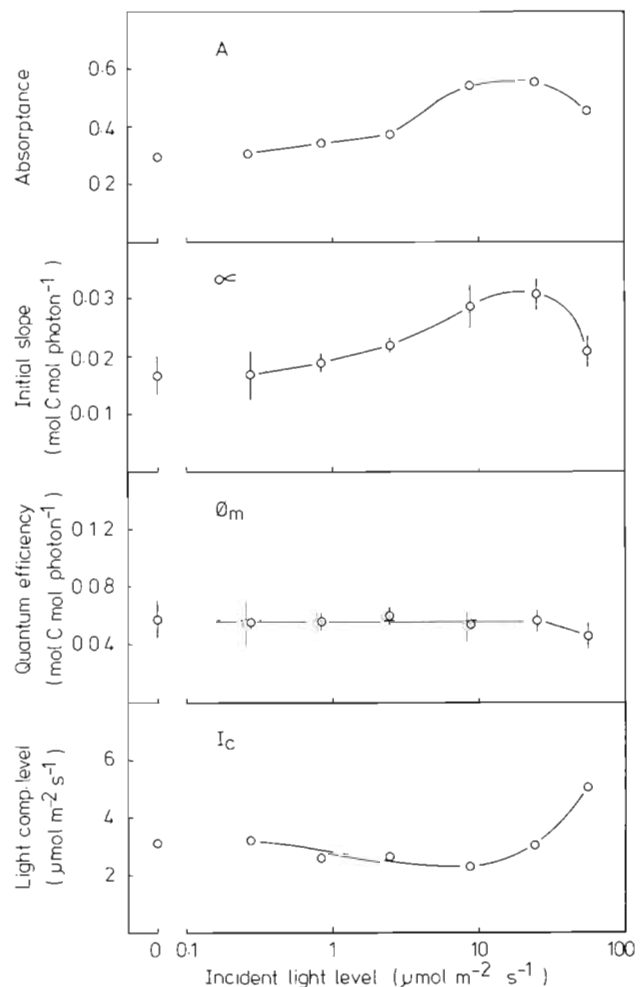 A
Absorptance
0.6
0.4
0.2
∝
Initial slope
(mol C mol photon⁻¹)
0.03
0.02
0.01
Øm
Quantum efficiency
(mol C mol photon⁻¹)
0.12
0.08
0.04
Ic
Light comp. level
(µmol m⁻² s⁻¹)
6
4
2
0 0.1 1 10 100
Incident light level (µmol m⁻² s⁻¹)